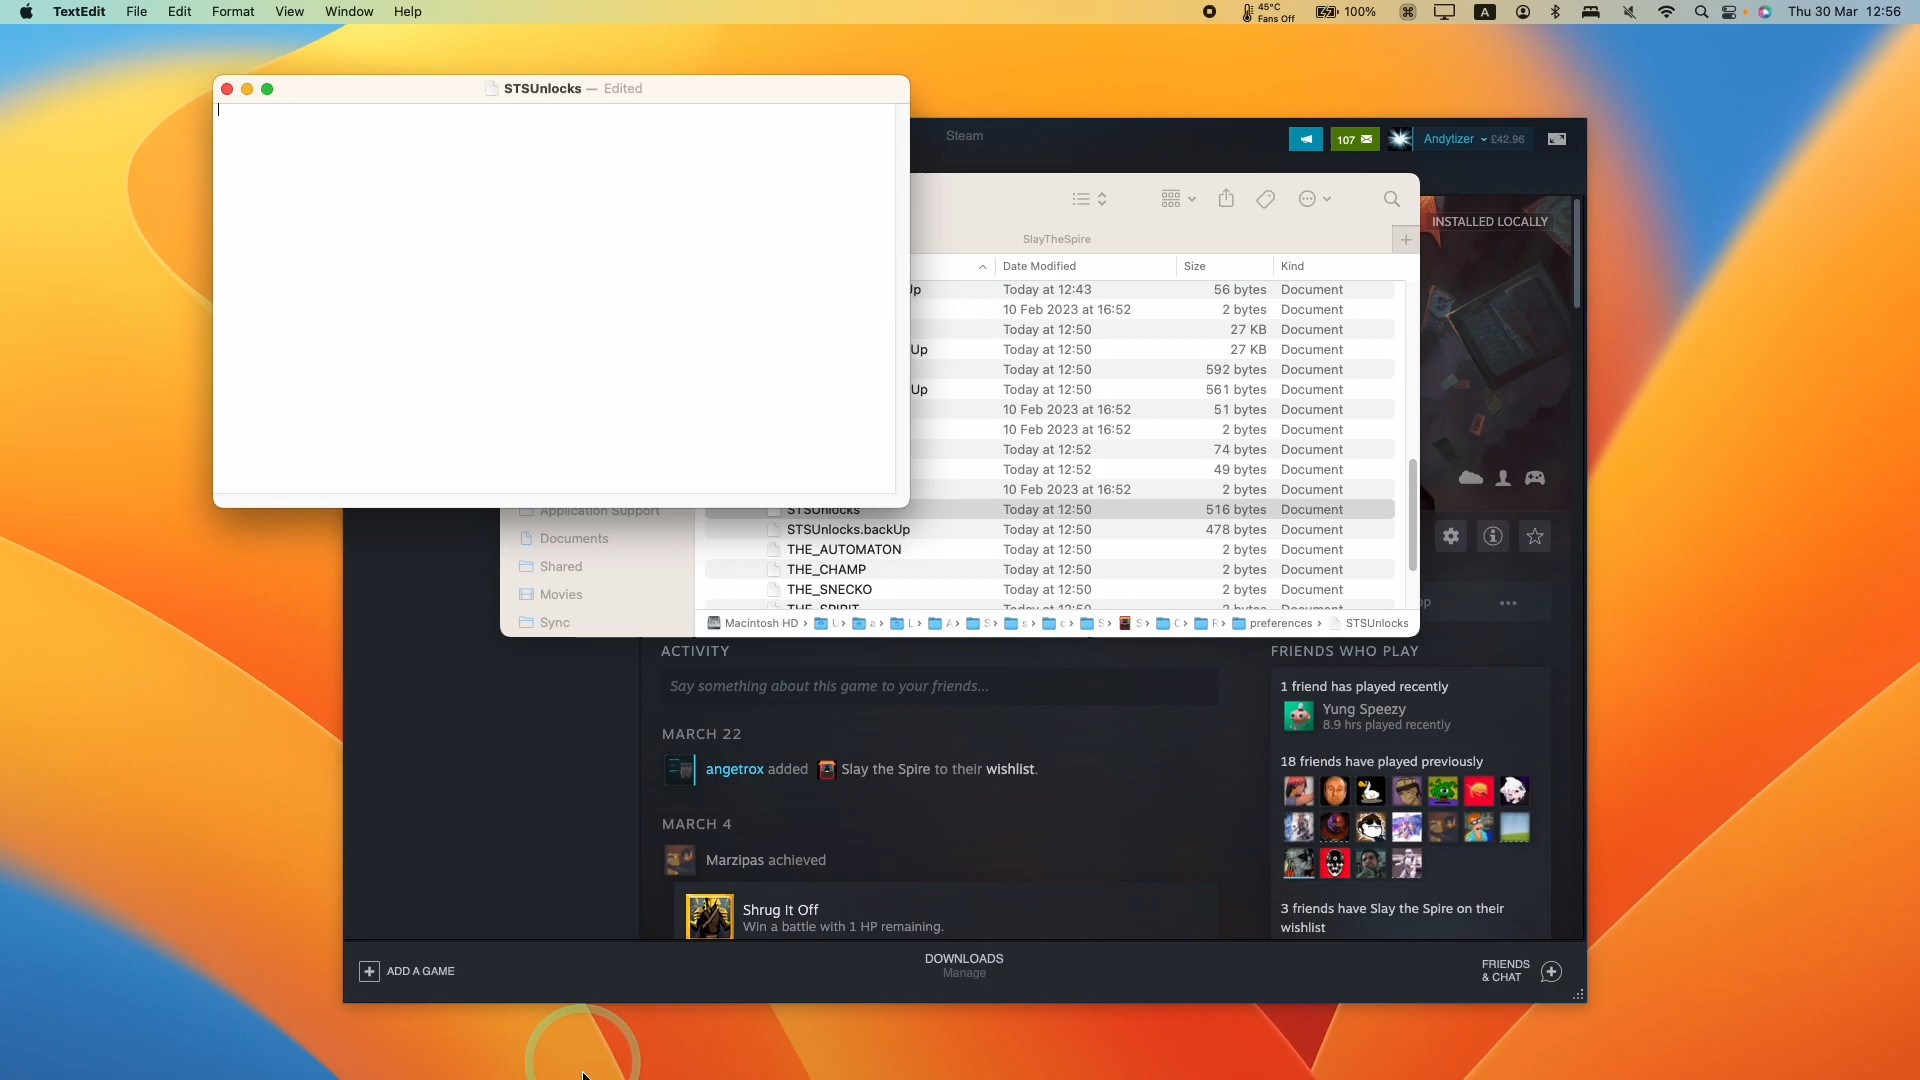 TextEdit File Edit Format View Window Help
45°C
Fans Off
100%
A
Thu 30 Mar 12:56
STSUnlocks — Edited
Steam
107
Andytizer
£42.96
INSTALLED LOCALLY
SlayTheSpire
+
Date Modified Size Kind
Up Today at 12:43 56 bytes Document
10 Feb 2023 at 16:52 2 bytes Document
Today at 12:50 27 KB Document
Up Today at 12:50 27 KB Document
Today at 12:50 592 bytes Document
Up Today at 12:50 561 bytes Document
10 Feb 2023 at 16:52 51 bytes Document
10 Feb 2023 at 16:52 2 bytes Document
Today at 12:52 74 bytes Document
Today at 12:52 49 bytes Document
10 Feb 2023 at 16:52 2 bytes Document
STSUnlocks Today at 12:50 516 bytes Document
STSUnlocks.backUp Today at 12:50 478 bytes Document
THE_AUTOMATON Today at 12:50 2 bytes Document
THE_CHAMP Today at 12:50 2 bytes Document
THE_SNECKO Today at 12:50 2 bytes Document
THE_SPIRIT Today at 12:50 2 bytes Document
Application Support
Documents
Shared
Movies
Sync
Macintosh HD › U › a › L › A › S › s › c › S › S › C › R › preferences › STSUnlocks
ACTIVITY
Say something about this game to your friends...
MARCH 22
angetrox added Slay the Spire to their wishlist.
MARCH 4
Marzipas achieved
Shrug It Off
Win a battle with 1 HP remaining.
FRIENDS WHO PLAY
1 friend has played recently
Yung Speezy
8.9 hrs played recently
18 friends have played previously
3 friends have Slay the Spire on their
wishlist
ADD A GAME
DOWNLOADS
Manage
FRIENDS
& CHAT